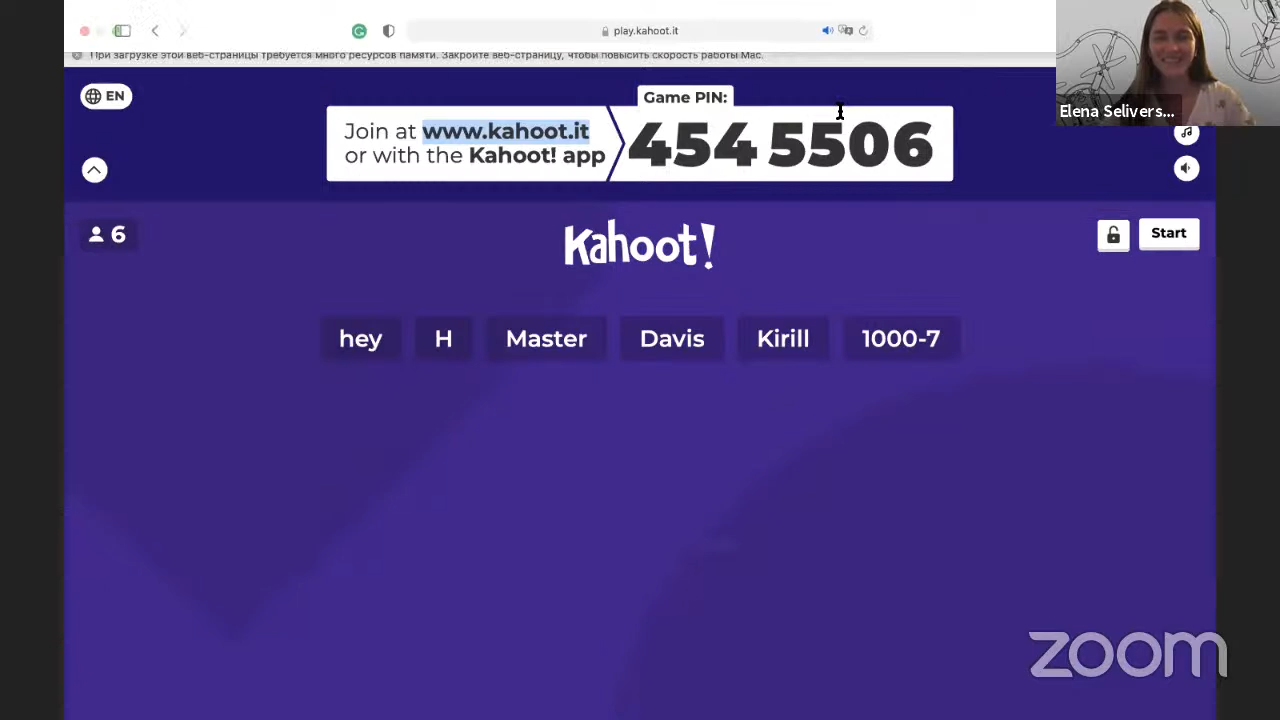 play.kahoot.it
При загрузке этой веб-страницы требуется много ресурсов памяти. Закройте веб-страницу, чтобы повысить скорость работы Mac.
Elena Selivers...
EN
Game PIN:
Join at www.kahoot.it
or with the Kahoot! app
454 5506
6
Kahoot!
Start
hey
H
Master
Davis
Kirill
1000-7
zoom